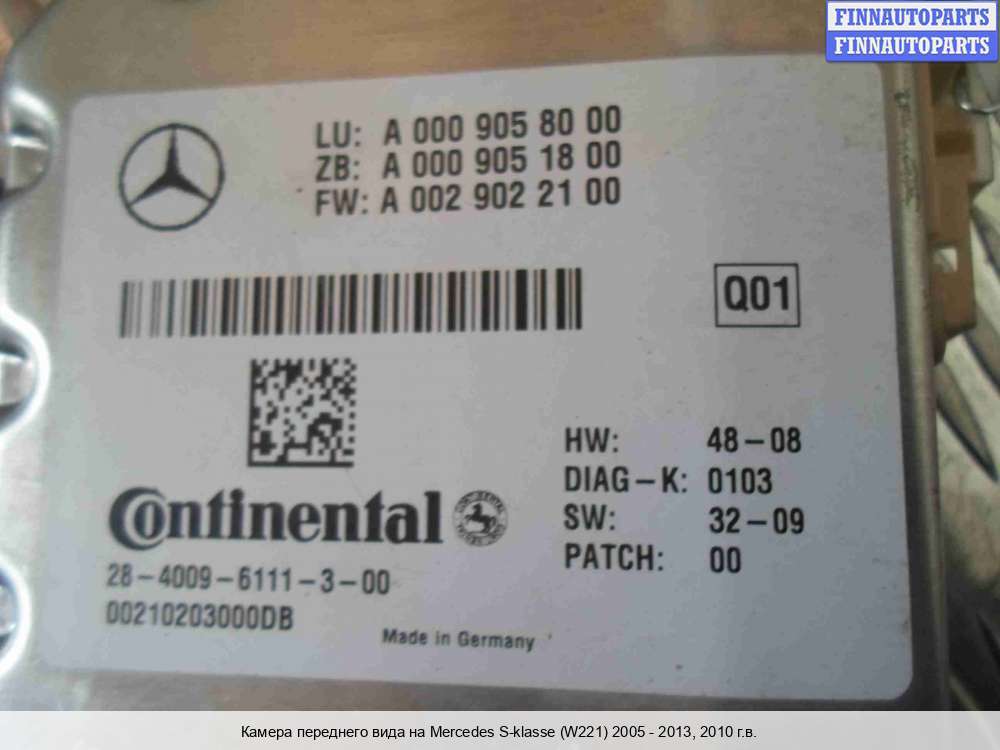 FINNAUTOPARTS
FINNAUTOPARTS
LU: A 000 905 80 00
ZB: A 000 905 18 00
FW: A 002 902 21 00
Q01
HW: 48-08
DIAG-K: 0103
SW: 32-09
PATCH: 00
Continental
28-4009-6111-3-00
00210203000DB
Made in Germany
Камера переднего вида на Mercedes S-klasse (W221) 2005 - 2013, 2010 г.в.